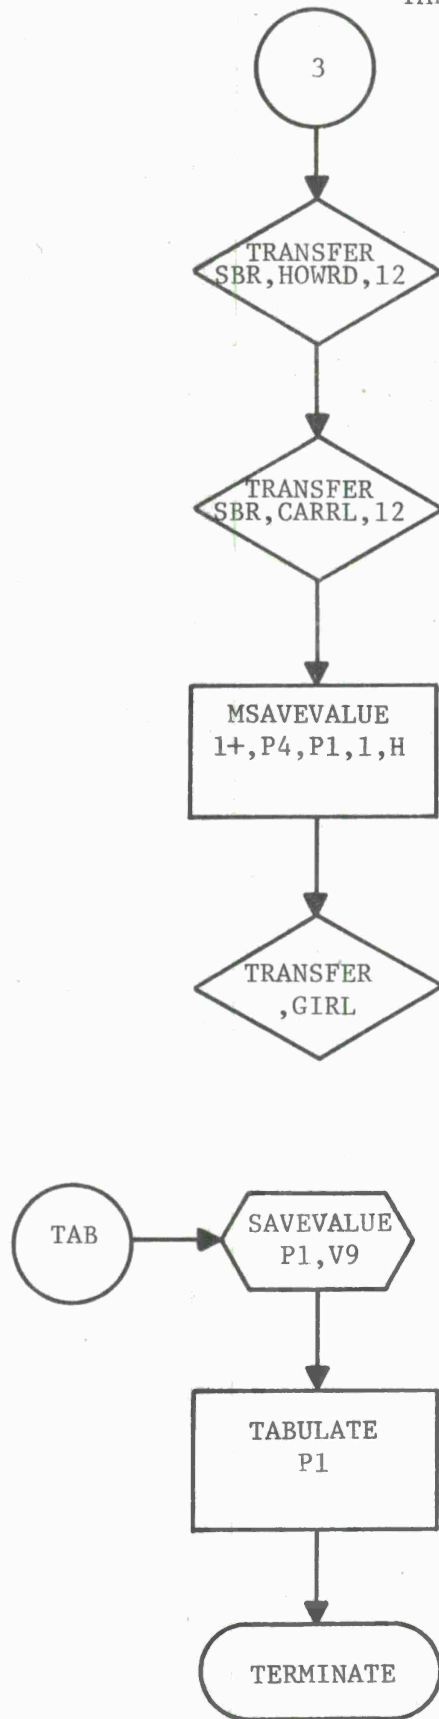 3
TRANSFER
SBR,HOWRD,12
TRANSFER
SBR,CARRL,12
MSAVEVALUE
1+,P4,P1,1,H
TRANSFER
,GIRL
TAB
SAVEVALUE
P1,V9
TABULATE
P1
TERMINATE